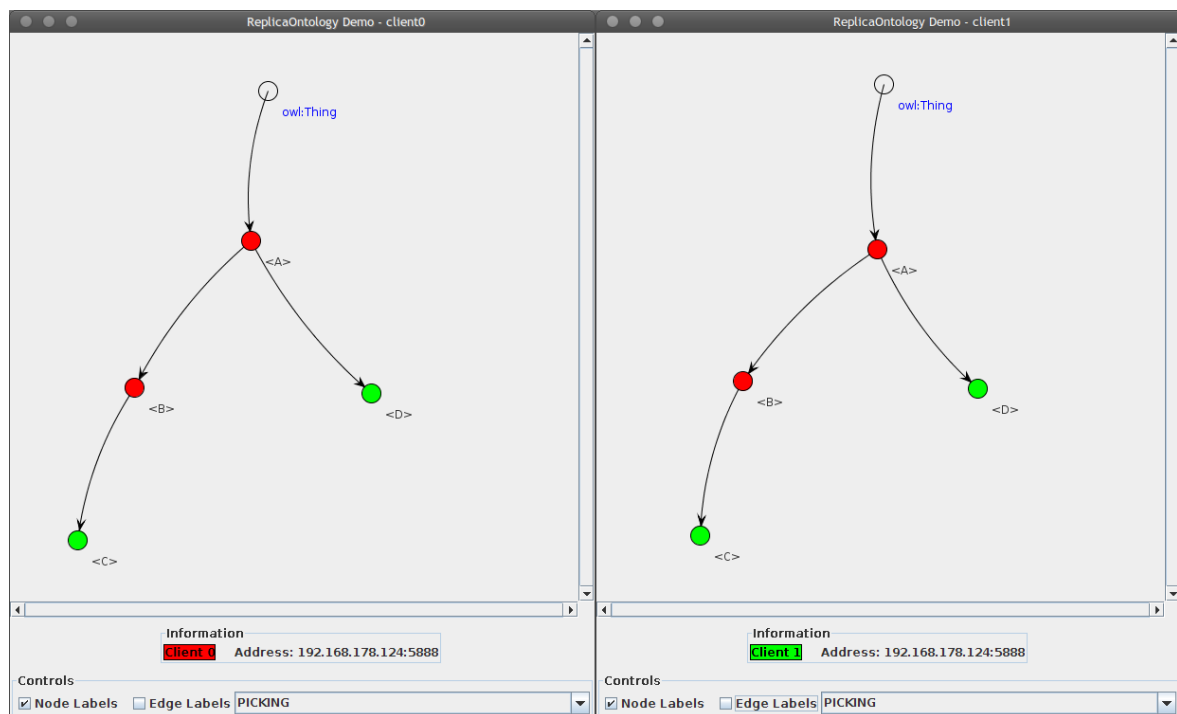 ReplicaOntology Demo - client0
owl:Thing
<A>
<B>
<D>
<C>
Information
Client 0 Address: 192.168.178.124:5888
Controls
Node Labels Edge Labels PICKING
ReplicaOntology Demo - client1
owl:Thing
<A>
<B>
<D>
<C>
Information
Client 1 Address: 192.168.178.124:5888
Controls
Node Labels Edge Labels PICKING